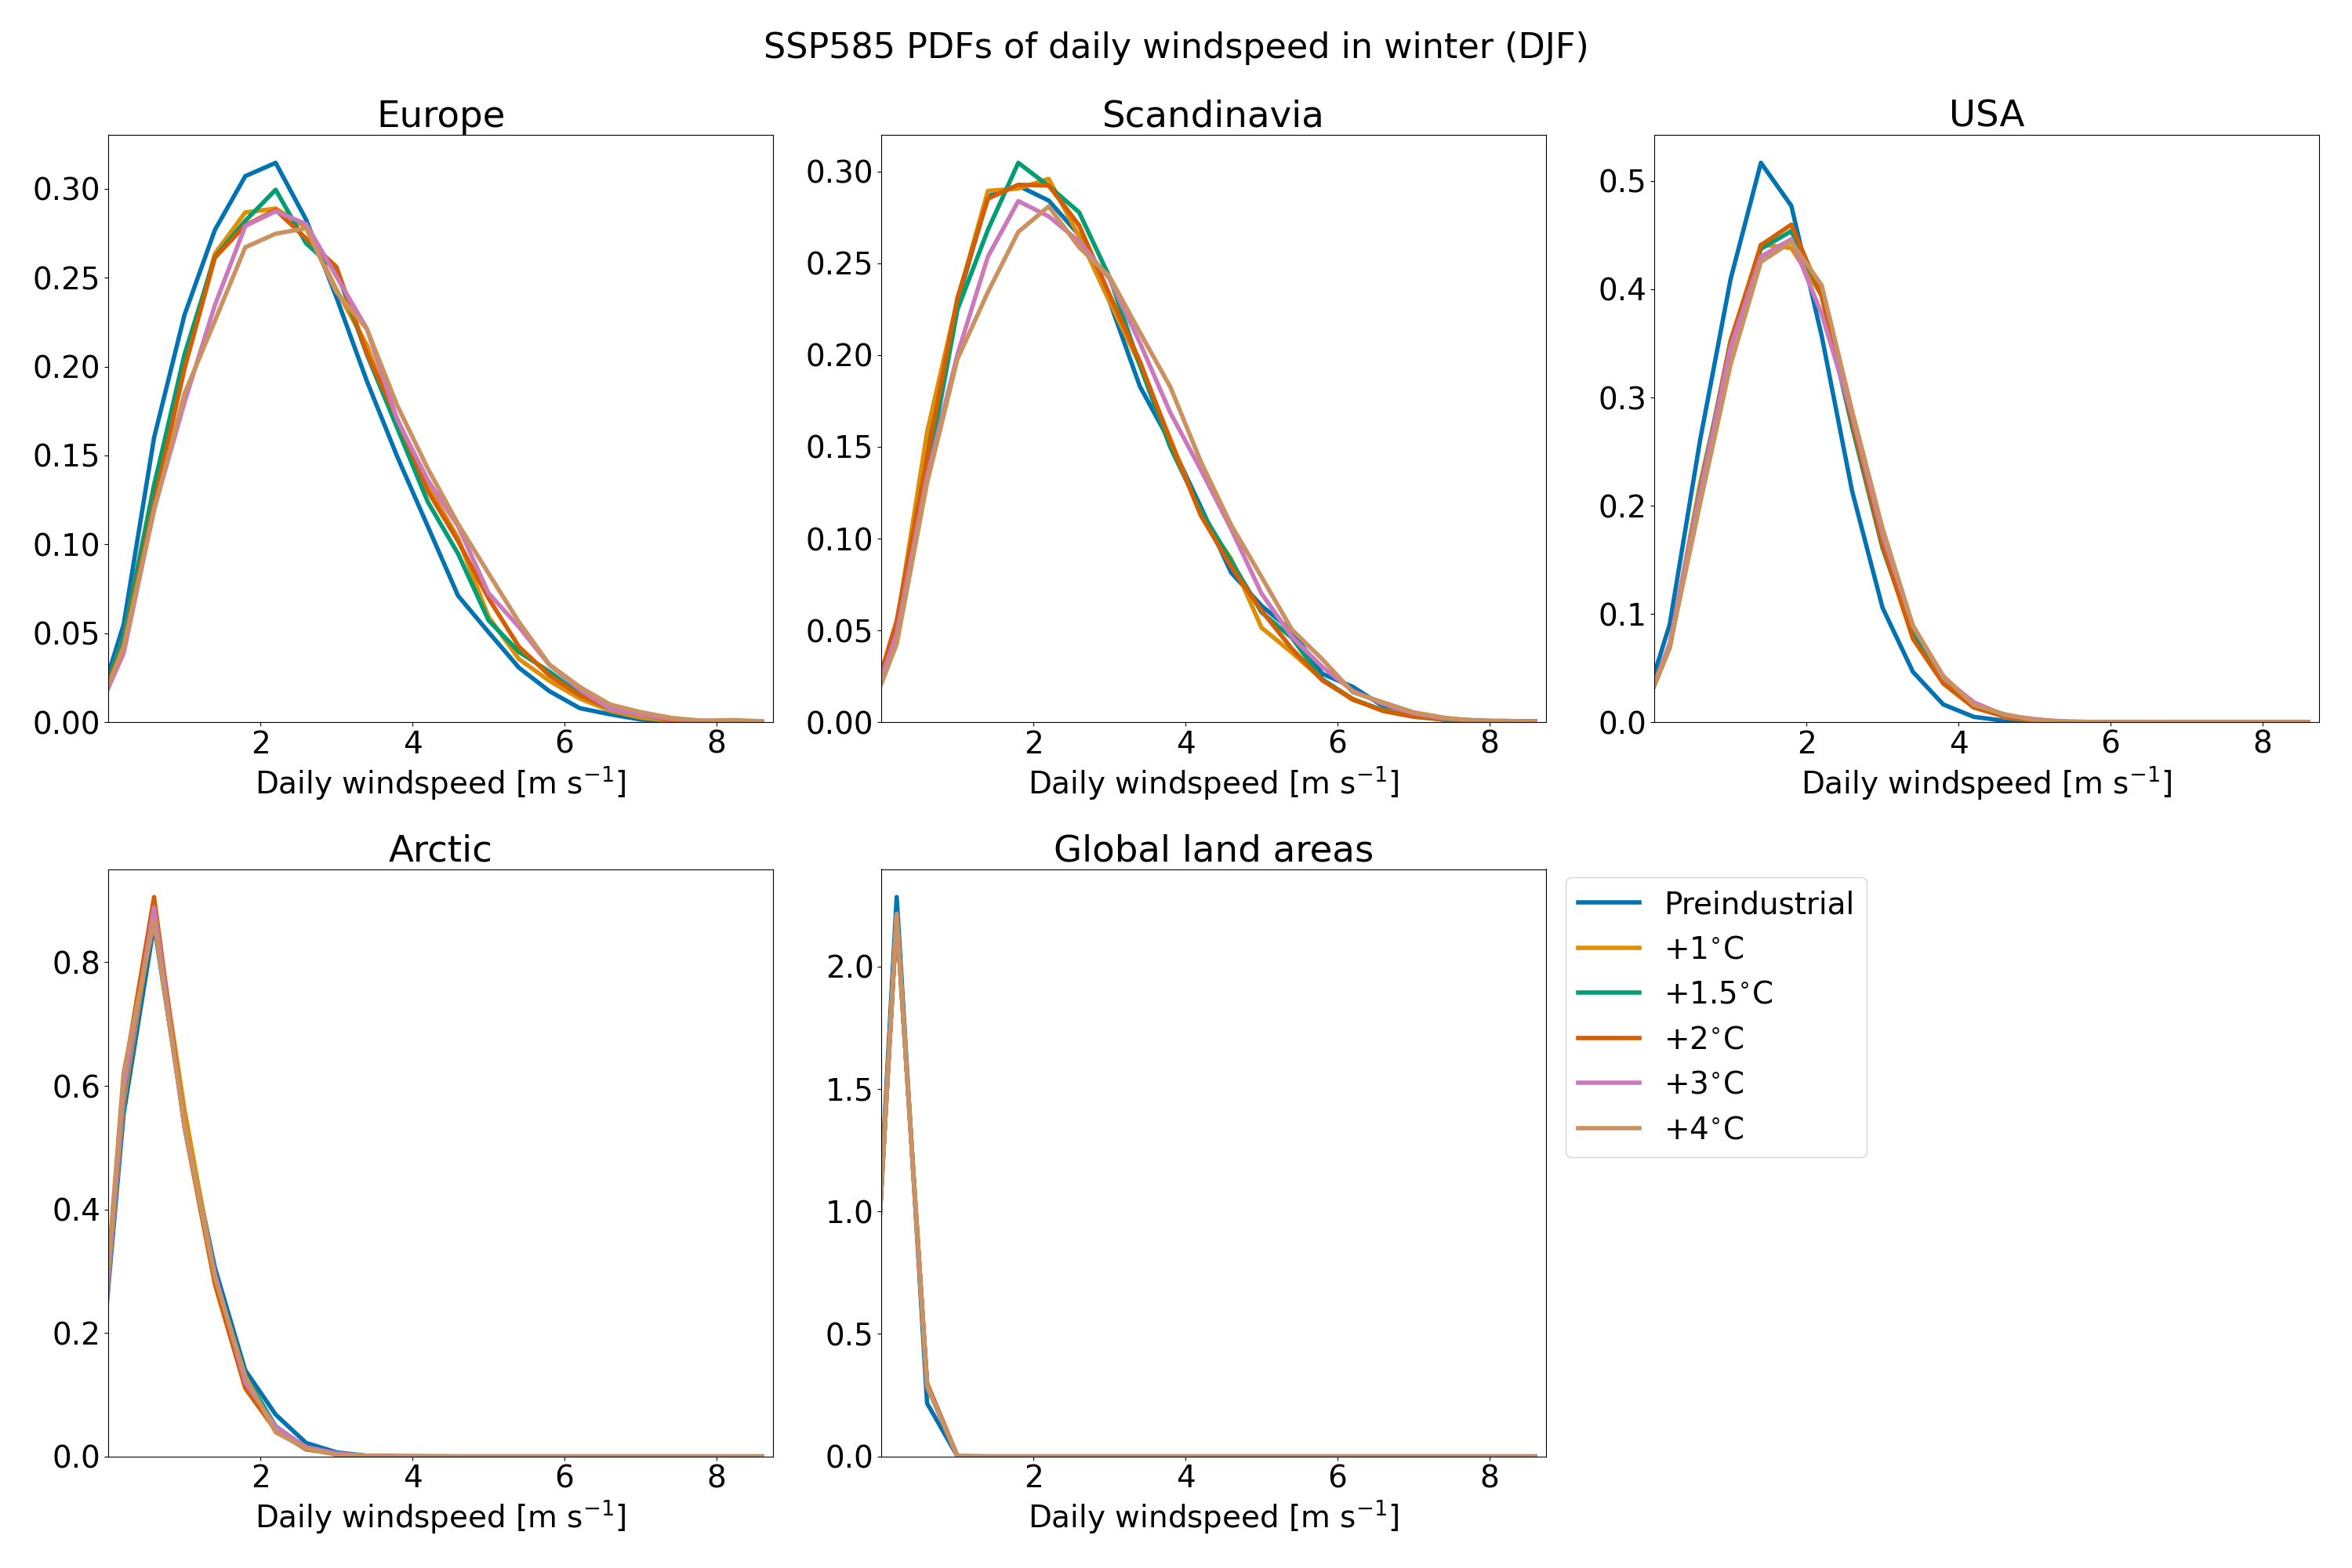 SSP585 PDFs of daily windspeed in winter (DJF)
Europe
0.30
0.25
0.20
0.15
0.10
0.05
0.00
2 4 6 8
Daily windspeed [m s⁻¹]
Scandinavia
0.30
0.25
0.20
0.15
0.10
0.05
0.00
2 4 6 8
Daily windspeed [m s⁻¹]
USA
0.5
0.4
0.3
0.2
0.1
0.0
2 4 6 8
Daily windspeed [m s⁻¹]
Arctic
0.8
0.6
0.4
0.2
0.0
2 4 6 8
Daily windspeed [m s⁻¹]
Global land areas
2.0
1.5
1.0
0.5
0.0
2 4 6 8
Daily windspeed [m s⁻¹]
Preindustrial
+1°C
+1.5°C
+2°C
+3°C
+4°C